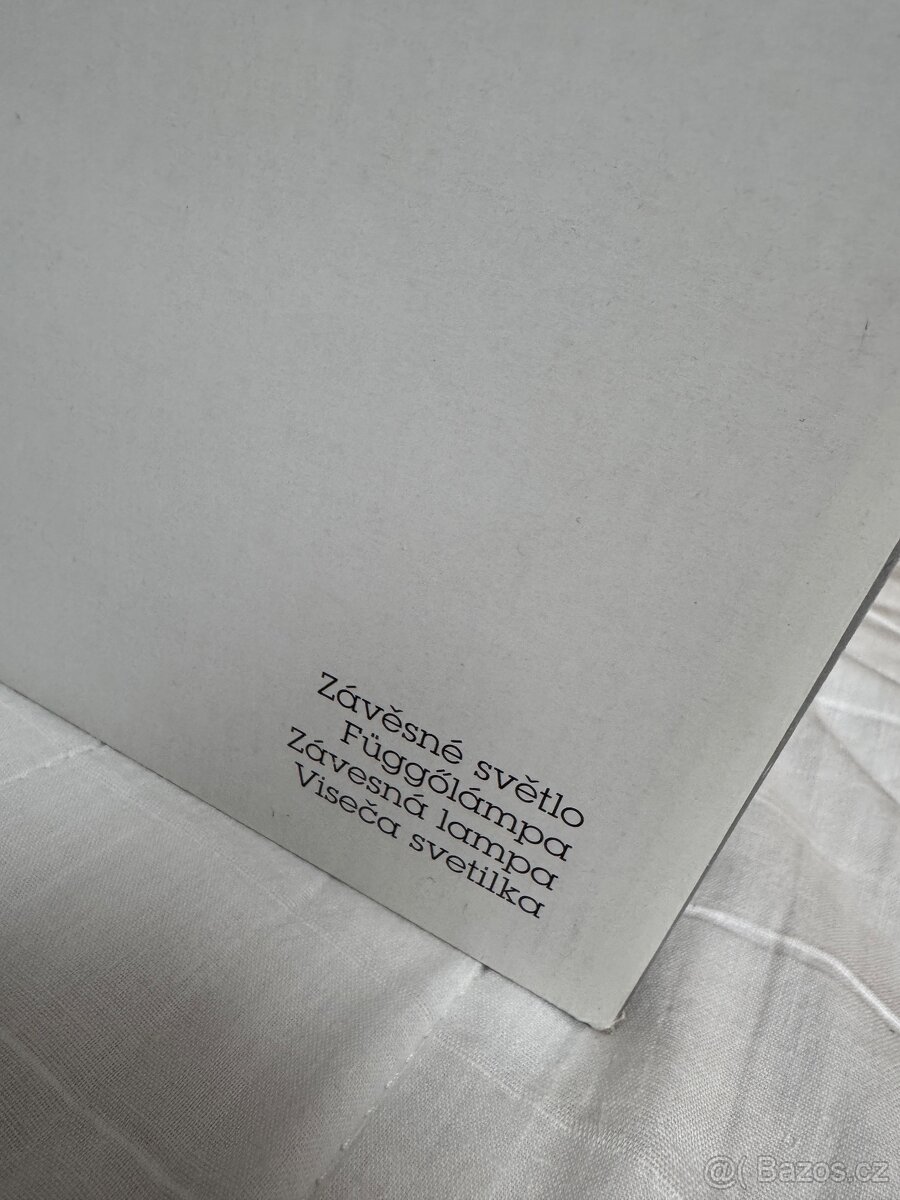 Závěsné světlo
Függőlámpa
Závesná lampa
Viseča svetilka
@( Bazos.cz